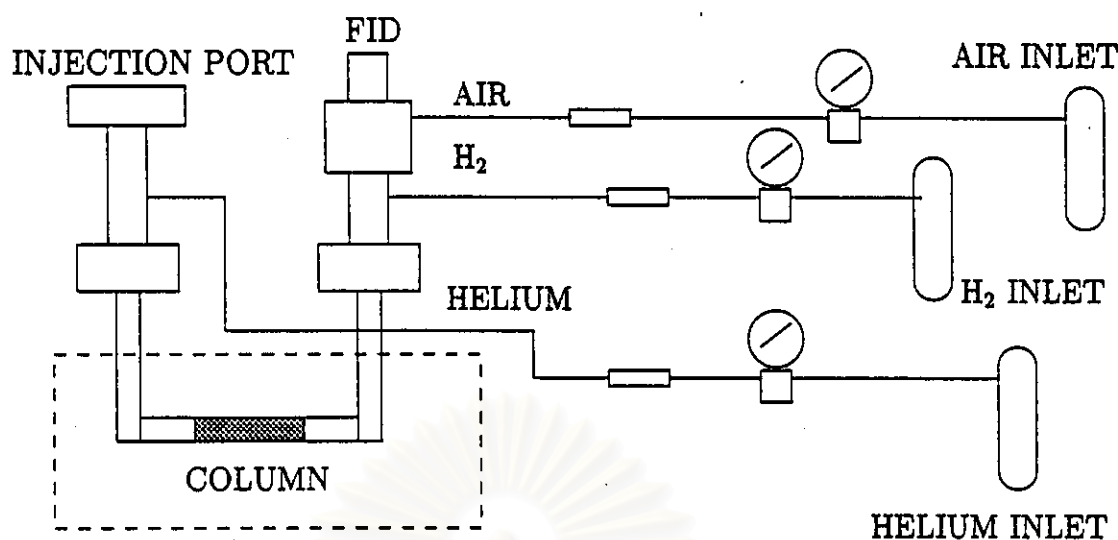 FID
INJECTION PORT
AIR INLET
AIR
H₂
HELIUM
H₂ INLET
COLUMN
HELIUM INLET